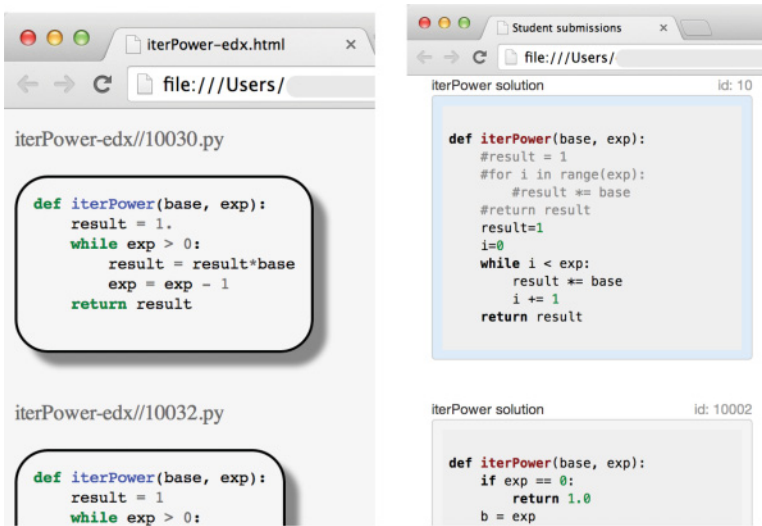 iterPower-edx.html
file:///Users/
iterPower-edx//10030.py
def iterPower(base, exp):
    result = 1.
    while exp > 0:
        result = result*base
        exp = exp - 1
    return result
iterPower-edx//10032.py
def iterPower(base, exp):
    result = 1
    while exp > 0:
Student submissions
file:///Users/
iterPower solution id: 10
def iterPower(base, exp):
    #result = 1
    #for i in range(exp):
        #result *= base
    #return result
    result=1
    i=0
    while i < exp:
        result *= base
        i += 1
    return result
iterPower solution id: 10002
def iterPower(base, exp):
    if exp == 0:
        return 1.0
    b = exp